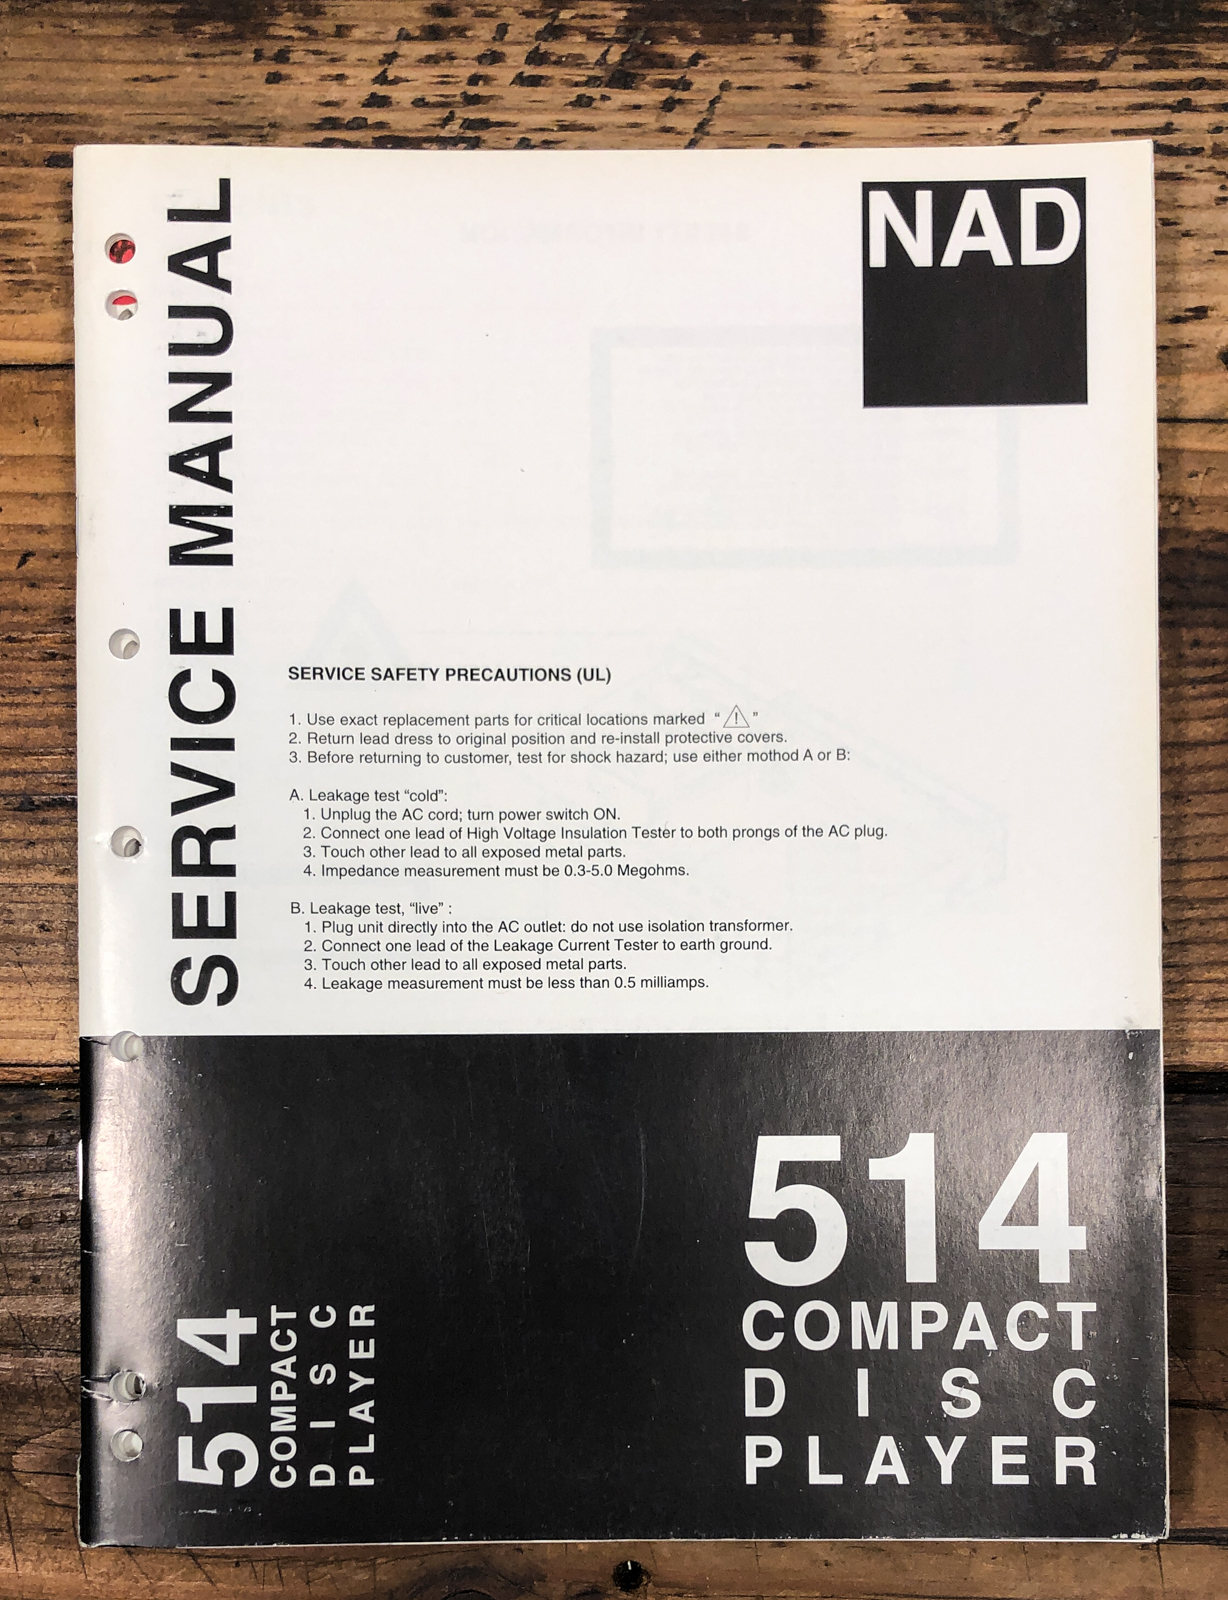 SERVICE MANUAL
NAD
SERVICE SAFETY PRECAUTIONS (UL)
1. Use exact replacement parts for critical locations marked “ ⚠ ”
2. Return lead dress to original position and re-install protective covers.
3. Before returning to customer, test for shock hazard; use either mothod A or B:
A. Leakage test “cold”:
1. Unplug the AC cord; turn power switch ON.
2. Connect one lead of High Voltage Insulation Tester to both prongs of the AC plug.
3. Touch other lead to all exposed metal parts.
4. Impedance measurement must be 0.3-5.0 Megohms.
B. Leakage test, “live” :
1. Plug unit directly into the AC outlet: do not use isolation transformer.
2. Connect one lead of the Leakage Current Tester to earth ground.
3. Touch other lead to all exposed metal parts.
4. Leakage measurement must be less than 0.5 milliamps.
514
COMPACT
DISC
PLAYER
514
COMPACT
DISC
PLAYER